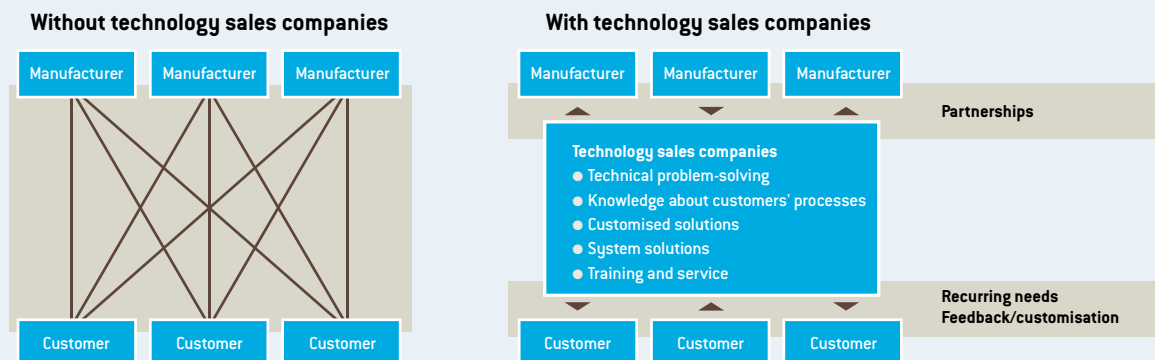 Without technology sales companies
Manufacturer
Manufacturer
Manufacturer
Customer
Customer
Customer
With technology sales companies
Manufacturer
Manufacturer
Manufacturer
Partnerships
Technology sales companies
● Technical problem-solving
● Knowledge about customers' processes
● Customised solutions
● System solutions
● Training and service
Recurring needs
Feedback/customisation
Customer
Customer
Customer